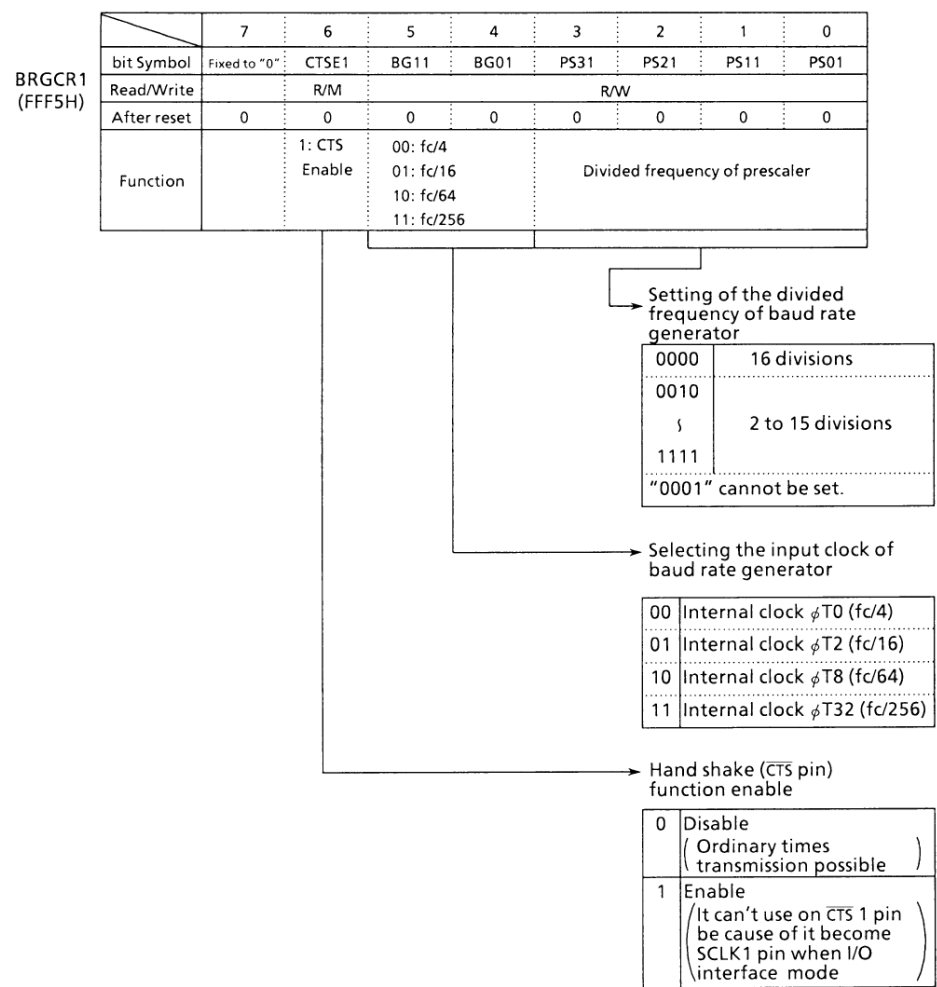 7 6 5 4 3 2 1 0
BRGCR1
(FFF5H)
bit Symbol Fixed to "0" CTSE1 BG11 BG01 PS31 PS21 PS11 PS01
Read/Write R/M R/W
After reset 0 0 0 0 0 0 0 0
Function
1: CTS
Enable
00: fc/4
01: fc/16
10: fc/64
11: fc/256
Divided frequency of prescaler
Setting of the divided
frequency of baud rate
generator
0000 16 divisions
0010
∫ 2 to 15 divisions
1111
"0001" cannot be set.
Selecting the input clock of
baud rate generator
00 Internal clock φT0 (fc/4)
01 Internal clock φT2 (fc/16)
10 Internal clock φT8 (fc/64)
11 Internal clock φT32 (fc/256)
Hand shake (C̅T̅S̅ pin)
function enable
0 Disable
( Ordinary times
transmission possible )
1 Enable
(It can't use on C̅T̅S̅ 1 pin
be cause of it become
SCLK1 pin when I/O
interface mode )